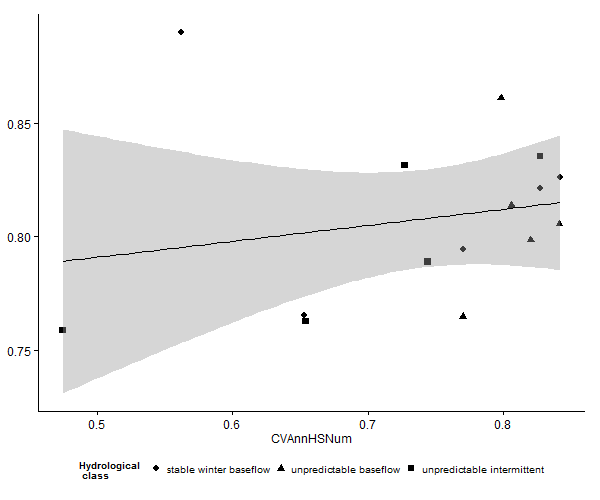 0.85
0.80
0.75
0.5 0.6 0.7 0.8
CVAnnHSNum
Hydrological
class
stable winter baseflow unpredictable baseflow unpredictable intermittent